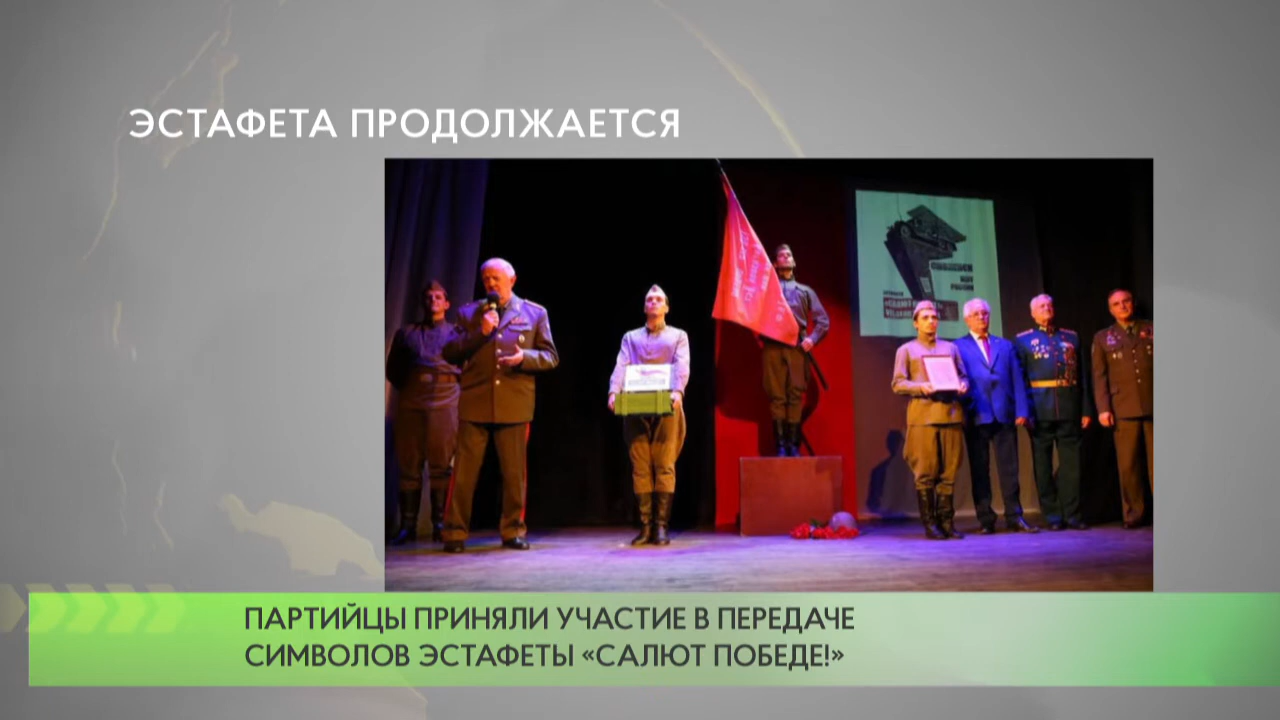 ЭСТАФЕТА ПРОДОЛЖАЕТСЯ
ПАРТИЙЦЫ ПРИНЯЛИ УЧАСТИЕ В ПЕРЕДАЧЕ
СИМВОЛОВ ЭСТАФЕТЫ «САЛЮТ ПОБЕДЕ!»